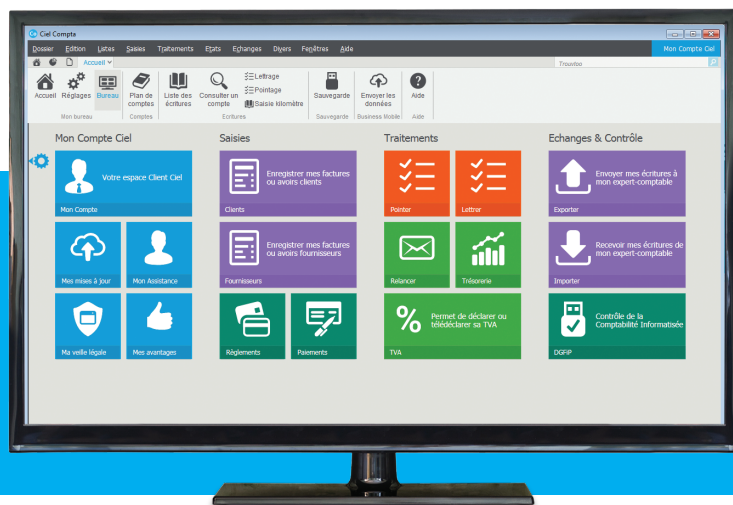 Ciel Compta
Dossier Edition Listes Saisies Traitements Etats Echanges Divers Fenêtres Aide
Mon Compte Ciel
Accueil
Trouvtou
Accueil Réglages Bureau
Plan de comptes
Liste des écritures
Consulter un compte
Lettrage
Pointage
Saisie kilomètre
Sauvegarde
Envoyer les données
Aide
Mon bureau
Comptes
Ecritures
Sauvegarde
Business Mobile
Aide
Mon Compte Ciel
Votre espace Client Ciel
Mon Compte
Mes mises à jour
Mon Assistance
Ma veille légale
Mes avantages
Saisies
Enregistrer mes factures
ou avoirs clients
Clients
Enregistrer mes factures
ou avoirs fournisseurs
Fournisseurs
Règlements
Paiements
Traitements
Pointer
Lettrer
Relancer
Trésorerie
%
Permet de déclarer ou
télédéclarer sa TVA
TVA
Echanges & Contrôle
Envoyer mes écritures à
mon expert-comptable
Exporter
Recevoir mes écritures de
mon expert-comptable
Importer
Contrôle de la
Comptabilité Informatisée
DGFiP